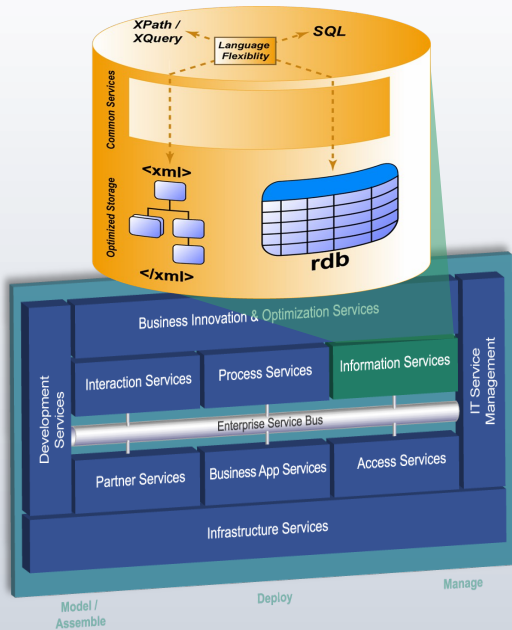 XPath /
XQuery
SQL
Language
Flexiblity
Common Services
<xml>
Optimized Storage
rdb
</xml>
Business Innovation & Optimization Services
Development
Services
Interaction Services
Process Services
Information Services
IT Service
Management
Enterprise Service Bus
Partner Services
Business App Services
Access Services
Infrastructure Services
Model /
Assemble
Deploy
Manage